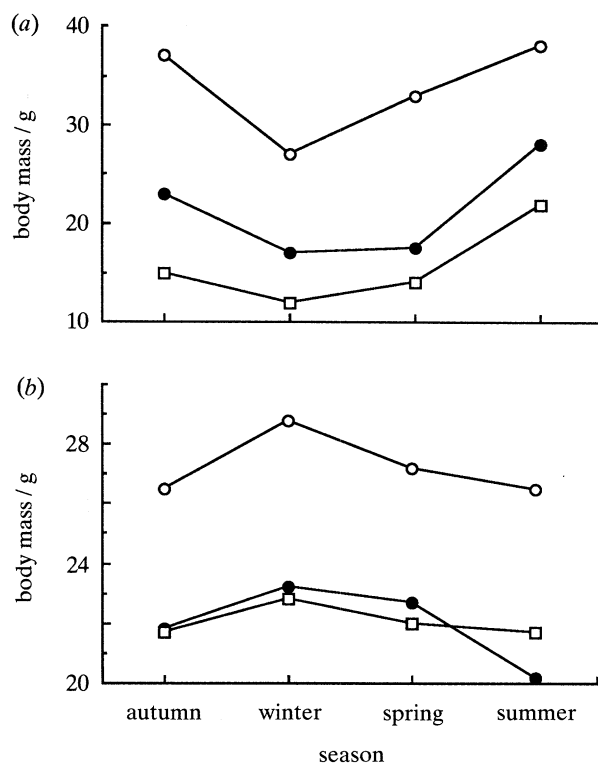 (a)
body mass / g
40
30
20
10
(b)
body mass / g
28
24
20
autumn winter spring summer
season